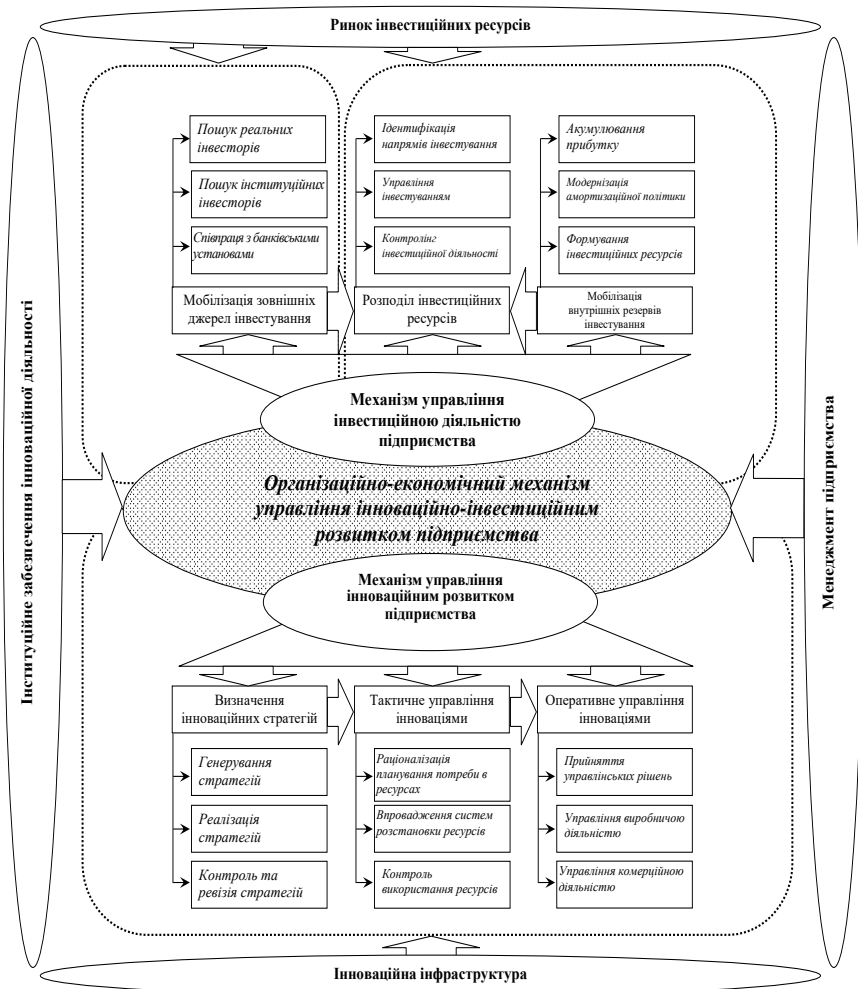 Ринок інвестиційних ресурсів
Інституційне забезпечення інноваційної діяльності
Пошук реальних
інвесторів
Пошук інституційних
інвесторів
Співпраця з банківськими
установами
Мобілізація зовнішніх
джерел інвестування
Ідентифікація
напрямів інвестування
Управління
інвестуванням
Контролінг
інвестиційної діяльності
Розподіл інвестиційних
ресурсів
Акумулювання
прибутку
Модернізація
амортизаційної політики
Формування
інвестиційних ресурсів
Мобілізація
внутрішніх резервів
інвестування
Менеджмент підприємства
Механізм управління
інвестиційною діяльністю
підприємства
Організаційно-економічний механізм
управління інноваційно-інвестиційним
розвитком підприємства
Механізм управління
інноваційним розвитком
підприємства
Визначення
інноваційних стратегій
Генерування
стратегій
Реалізація
стратегій
Контроль та
ревізія стратегій
Тактичне управління
інноваціями
Раціоналізація
планування потреби в
ресурсах
Впровадження систем
розстановки ресурсів
Контроль
використання ресурсів
Оперативне управління
інноваціями
Прийняття
управлінських рішень
Управління виробничою
діяльністю
Управління комерційною
діяльністю
Інноваційна інфраструктура